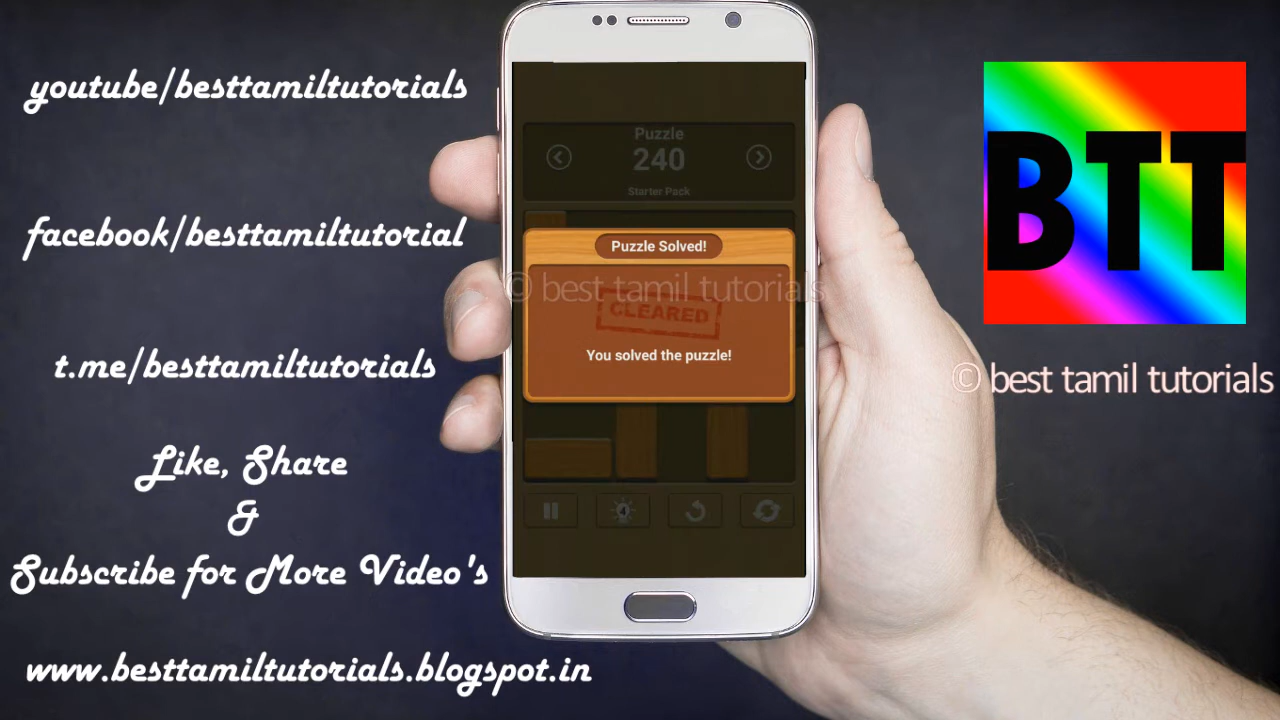 youtube/besttamiltutorials
facebook/besttamiltutorial
t.me/besttamiltutorials
Like, Share
&
Subscribe for More Video's
www.besttamiltutorials.blogspot.in
Puzzle
240
Starter Pack
Puzzle Solved!
© best tamil tutorials
CLEARED
You solved the puzzle!
4
BTT
© best tamil tutorials